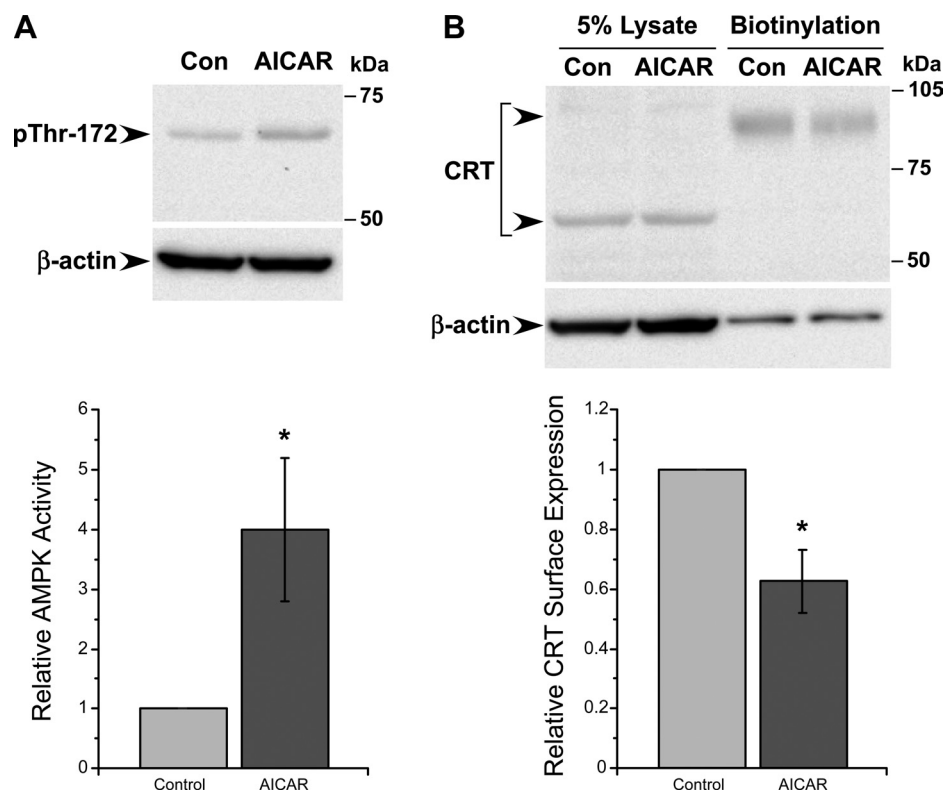 A
Con AICAR kDa
75
pThr-172
50
β-actin
6
5
4
3
2
1
0
Relative AMPK Activity
*
Control AICAR
B
5% Lysate Biotinylation
Con AICAR Con AICAR kDa
105
CRT
75
50
β-actin
1.2
1
0.8
0.6
0.4
0.2
0
Relative CRT Surface Expression
*
Control AICAR